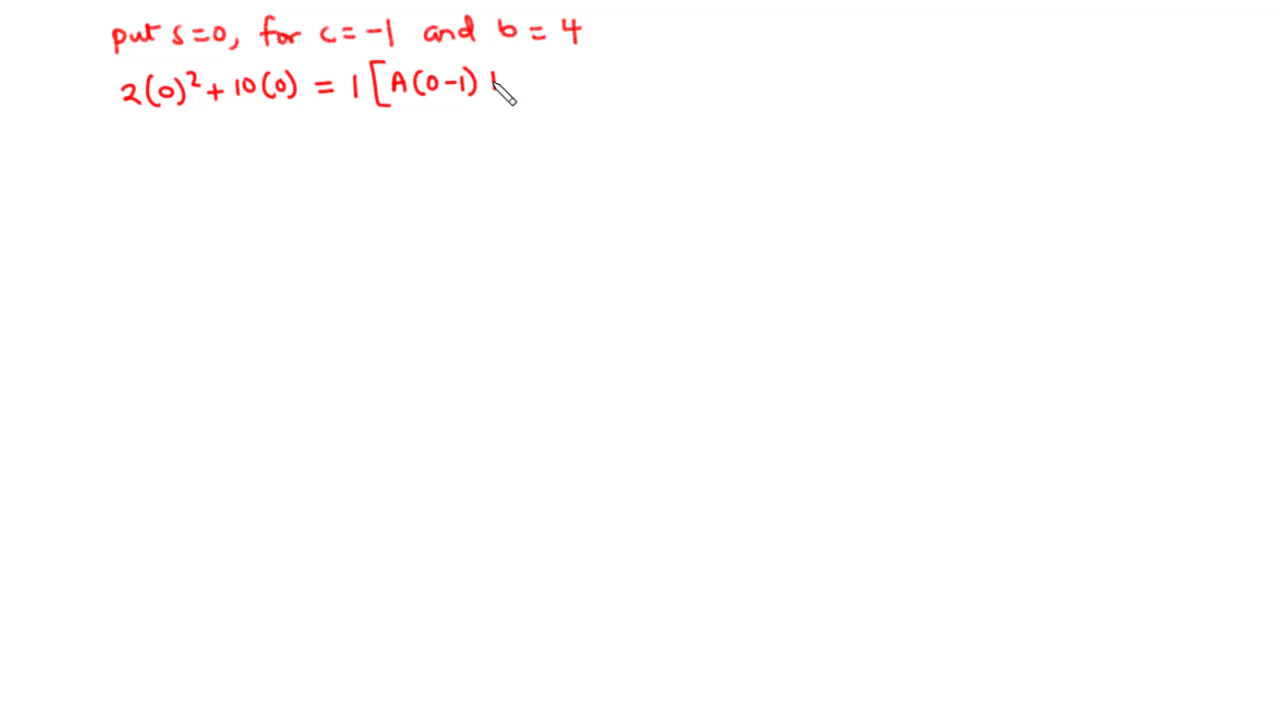 put s=0, for c=-1 and b=4
2(0)²+10(0) = 1[A(0-1)